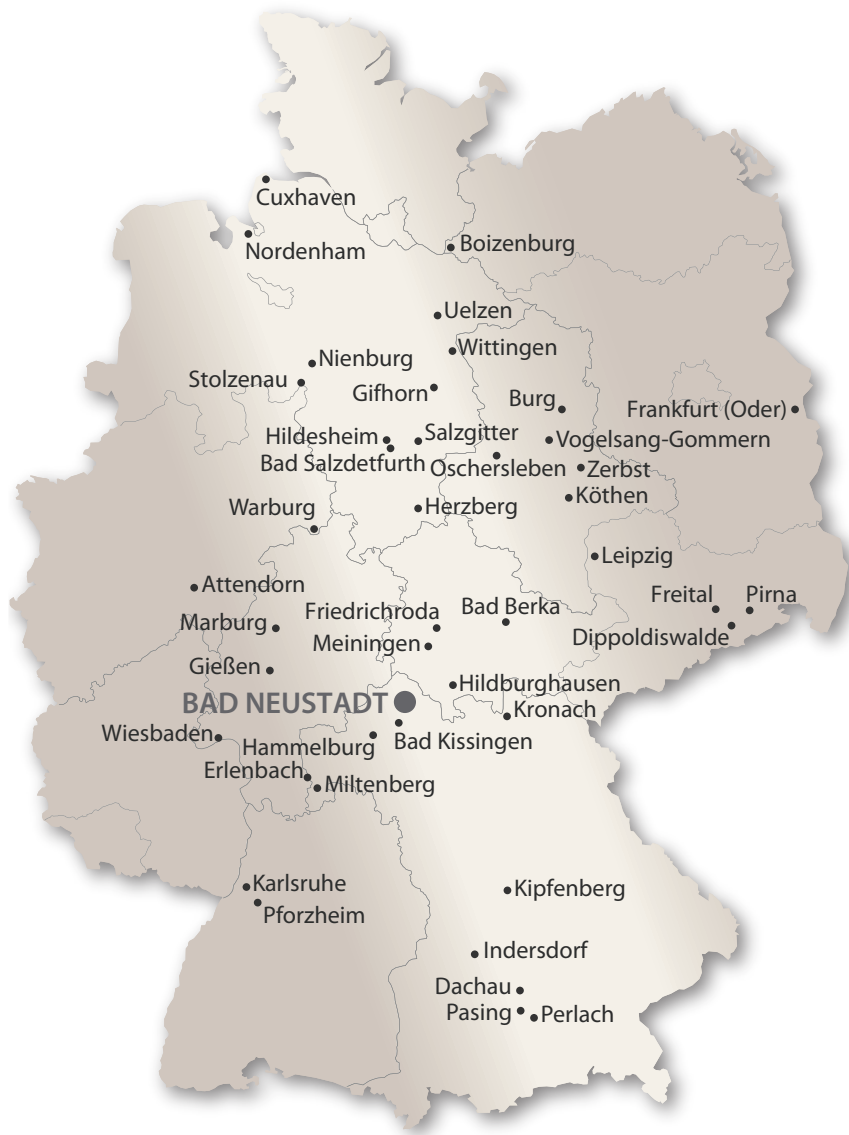 Cuxhaven
Nordenham
Boizenburg
Uelzen
Wittingen
Nienburg
Stolzenau
Gifhorn
Burg
Frankfurt (Oder)
Hildesheim
Salzgitter
Vogelsang-Gommern
Bad Salzdetfurth
Oschersleben
Zerbst
Köthen
Warburg
Herzberg
Leipzig
Attendorn
Freital
Pirna
Friedrichroda
Bad Berka
Marburg
Meiningen
Dippoldiswalde
Gießen
Hildburghausen
BAD NEUSTADT
Kronach
Wiesbaden
Hammelburg
Bad Kissingen
Erlenbach
Miltenberg
Karlsruhe
Kipfenberg
Pforzheim
Indersdorf
Dachau
Pasing
Perlach